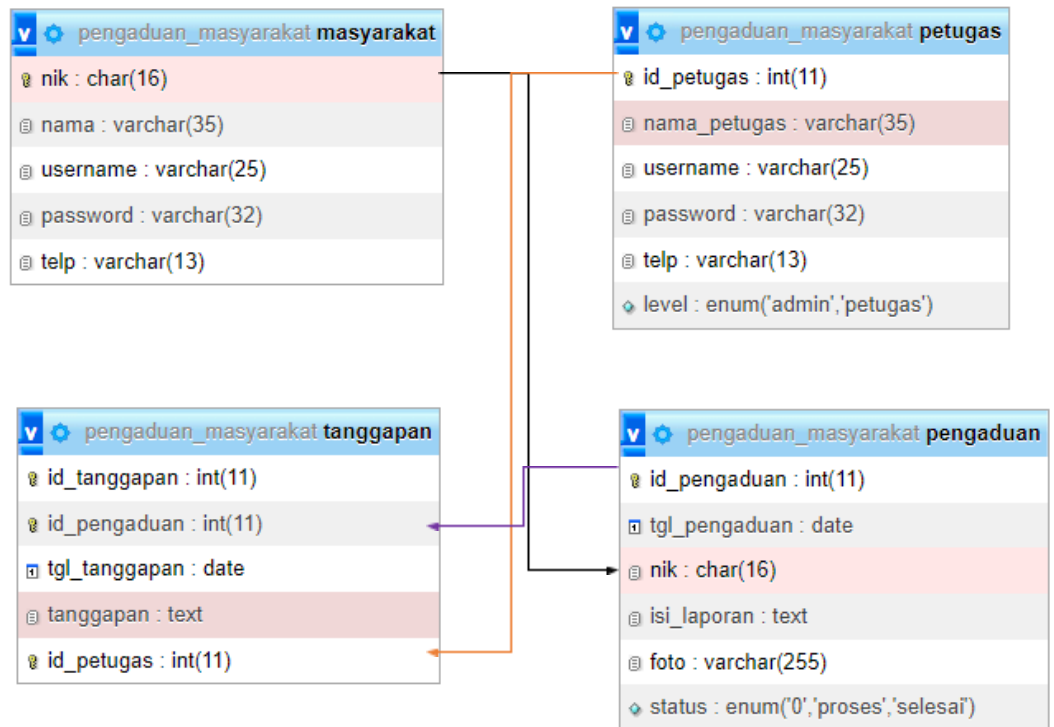 v pengaduan_masyarakat masyarakat
nik : char(16)
nama : varchar(35)
username : varchar(25)
password : varchar(32)
telp : varchar(13)
v pengaduan_masyarakat petugas
id_petugas : int(11)
nama_petugas : varchar(35)
username : varchar(25)
password : varchar(32)
telp : varchar(13)
level : enum('admin','petugas')
v pengaduan_masyarakat tanggapan
id_tanggapan : int(11)
id_pengaduan : int(11)
tgl_tanggapan : date
tanggapan : text
id_petugas : int(11)
v pengaduan_masyarakat pengaduan
id_pengaduan : int(11)
tgl_pengaduan : date
nik : char(16)
isi_laporan : text
foto : varchar(255)
status : enum('0','proses','selesai')